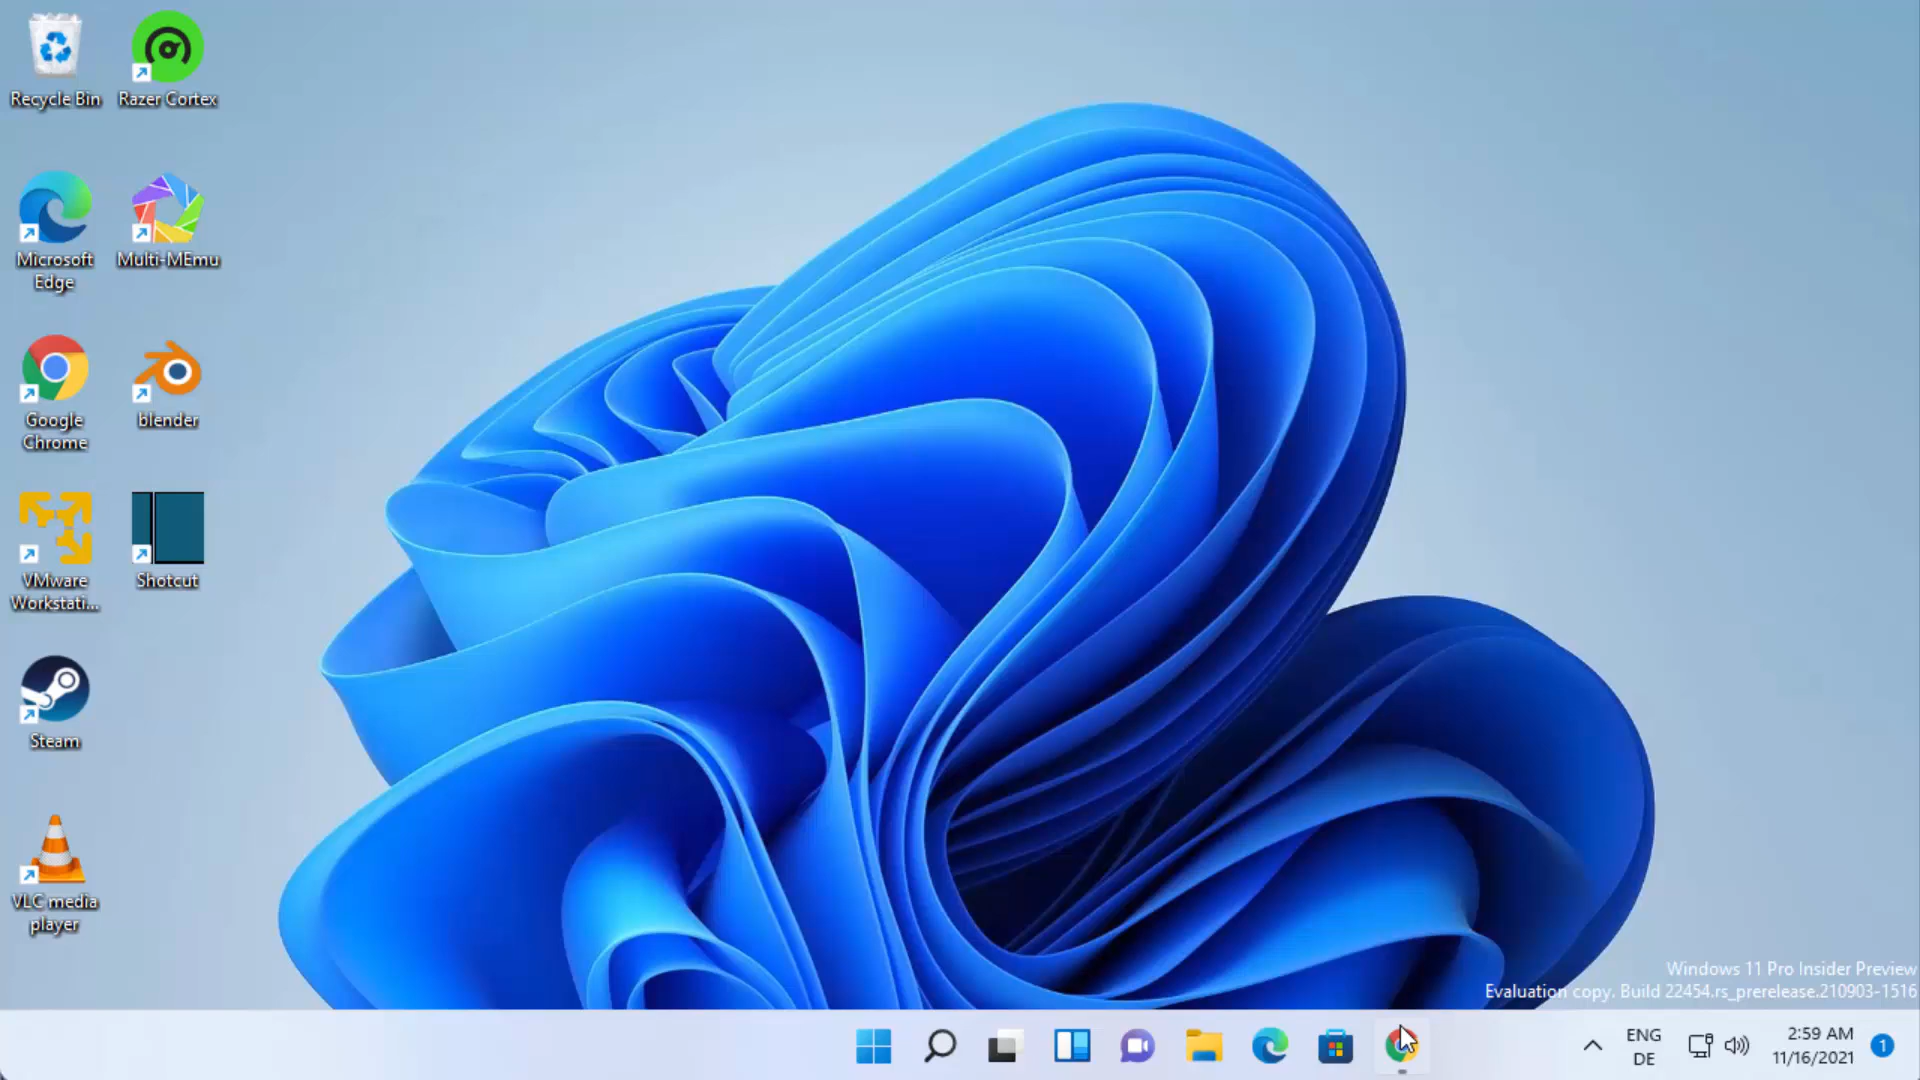 Recycle Bin
Razer Cortex
Microsoft
Edge
Multi-MEmu
Google
Chrome
blender
VMware
Workstati...
Shotcut
Steam
VLC media
player
Windows 11 Pro Insider Preview
Evaluation copy. Build 22454.rs_prerelease.210903-1516
ENG
DE
2:59 AM
11/16/2021
1